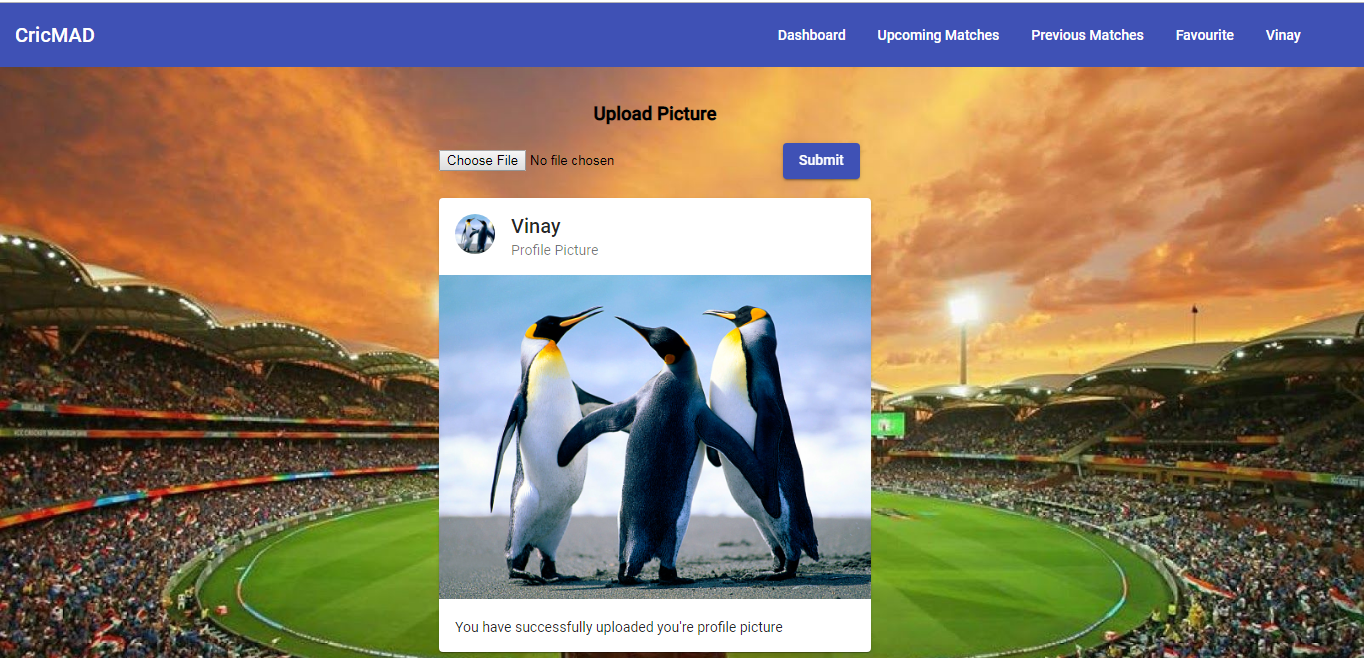 CricMAD Dashboard Upcoming Matches Previous Matches Favourite Vinay
Upload Picture
Choose File No file chosen Submit
Vinay
Profile Picture
You have successfully uploaded you're profile picture